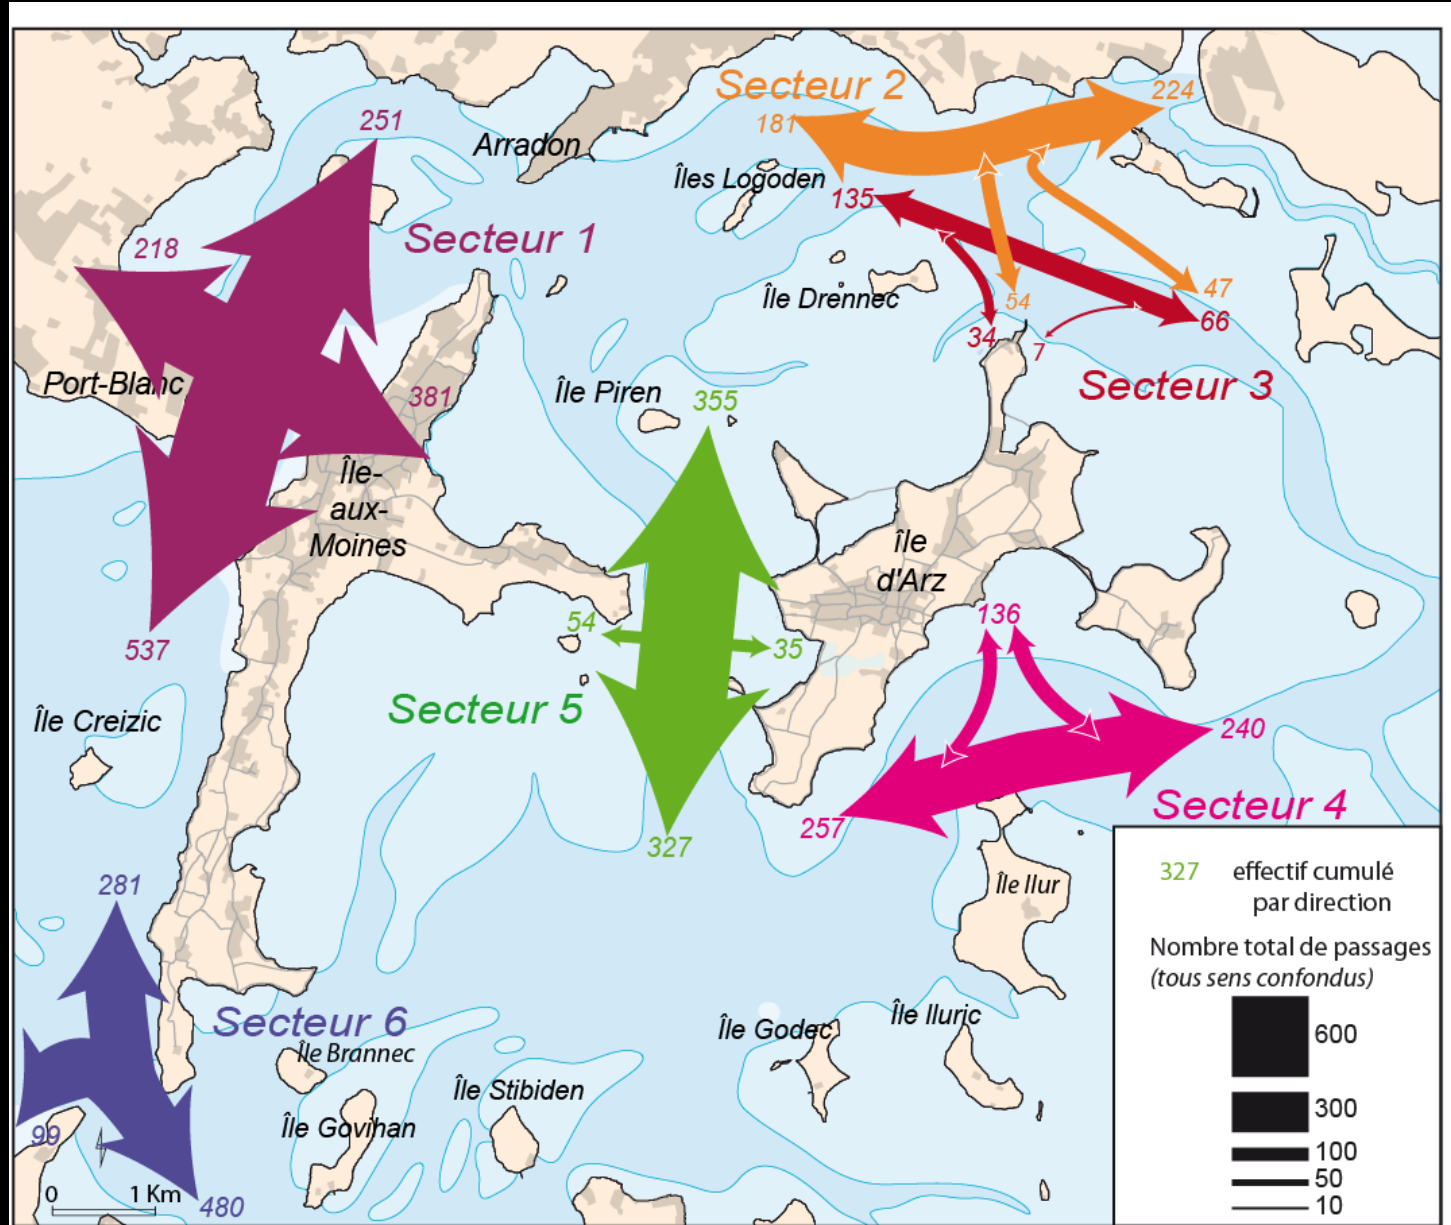 Secteur 2
224
251
181
Arradon
Îles Logoden
135
Secteur 1
218
Île Drennec
54
47
34
7
66
Port-Blanc
381
Île Piren
355
Secteur 3
Île-
aux-
Moines
île
d'Arz
54
35
136
537
Secteur 5
Île Creizic
240
Secteur 4
257
327
281
Île Ilur
Secteur 6
Île Brannec
Île Godec
Île Iluric
Île Stibiden
Île Govihan
99
480
0 1 Km
327 effectif cumulé
par direction
Nombre total de passages
(tous sens confondus)
600
300
100
50
10